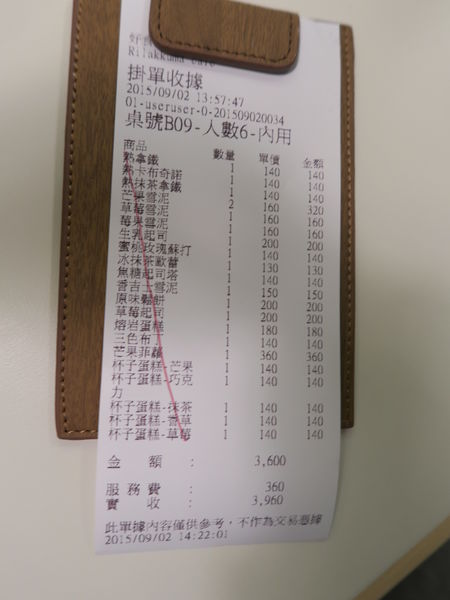 好食
Rilakkuma Cafe
掛單收據
2015/09/02 13:57:47
01-useruser-0-201509020034
桌號B09-人數6-內用
商品 數量 單價 金額
熱拿鐵 1 140 140
熱卡布奇諾 1 140 140
熱抹茶拿鐵 1 140 140
芒果雪泥 2 160 320
草莓雪泥 1 160 160
莓果雪泥 1 160 160
生乳起司 1 200 200
蜜桃玫瑰蘇打 1 140 140
冰抹茶歐蕾 1 130 130
焦糖起司塔 1 140 140
香吉士雪泥 1 150 150
原味鬆餅 1 200 200
草莓起司 1 200 200
熔岩蛋糕 1 180 180
三色布丁 1 140 140
芒果菲 1 360 360
杯子蛋糕-芒果 1 140 140
杯子蛋糕-巧克 1 140 140
力
杯子蛋糕-抹茶 1 140 140
杯子蛋糕-香草 1 140 140
杯子蛋糕-草莓 1 140 140
金 額 : 3,600
服務費 : 360
實 收 : 3,960
此單據內容僅供參考，不作為交易憑據
2015/09/02 14:22:01